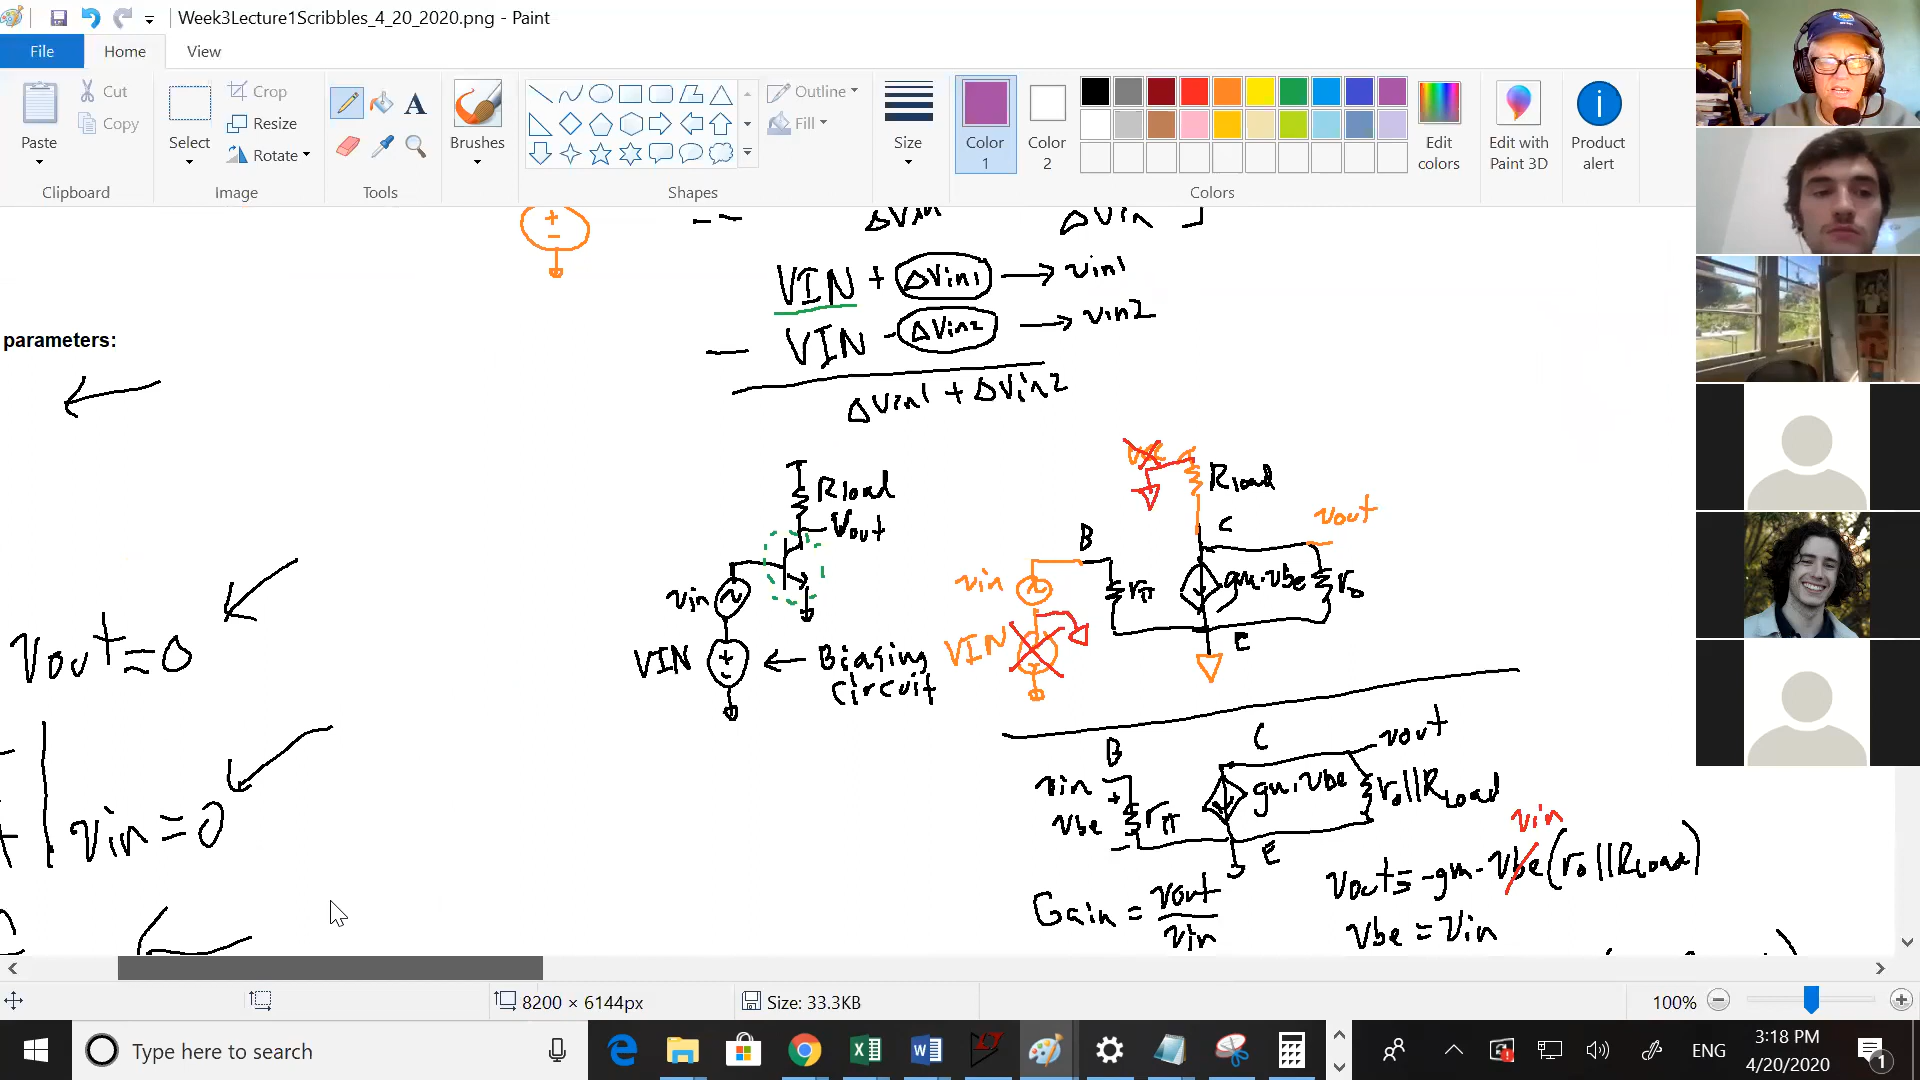 Week3Lecture1Scribbles_4_20_2020.png - Paint
File
Home
View
Paste
Cut
Copy
Clipboard
Select
Crop
Resize
Rotate
Image
A
Tools
Brushes
Outline
Fill
Shapes
Size
Color 1
Color 2
Edit colors
Colors
Edit with Paint 3D
Product alert
ΔVin ΔVin
VIN + ΔVin1 → vin1
— VIN - ΔVin2 → vin2
ΔVin1 + ΔVin2
parameters:
vout=0
vin=0
Rload
Vout
vin
VIN
+
-
← Biasing
circuit
Rload
C
vout
B
vin
rπ
gm·vbe
ro
VIN
E
B
C
vout
vin
+
vbe
rπ
gm·vbe
ro||Rload
E
vin
Gain = vout/vin
vout = -gm·vbe(ro||Rload)
vbe = vin
8200 × 6144px
Size: 33.3KB
100%
Type here to search
ENG
3:18 PM
4/20/2020
1